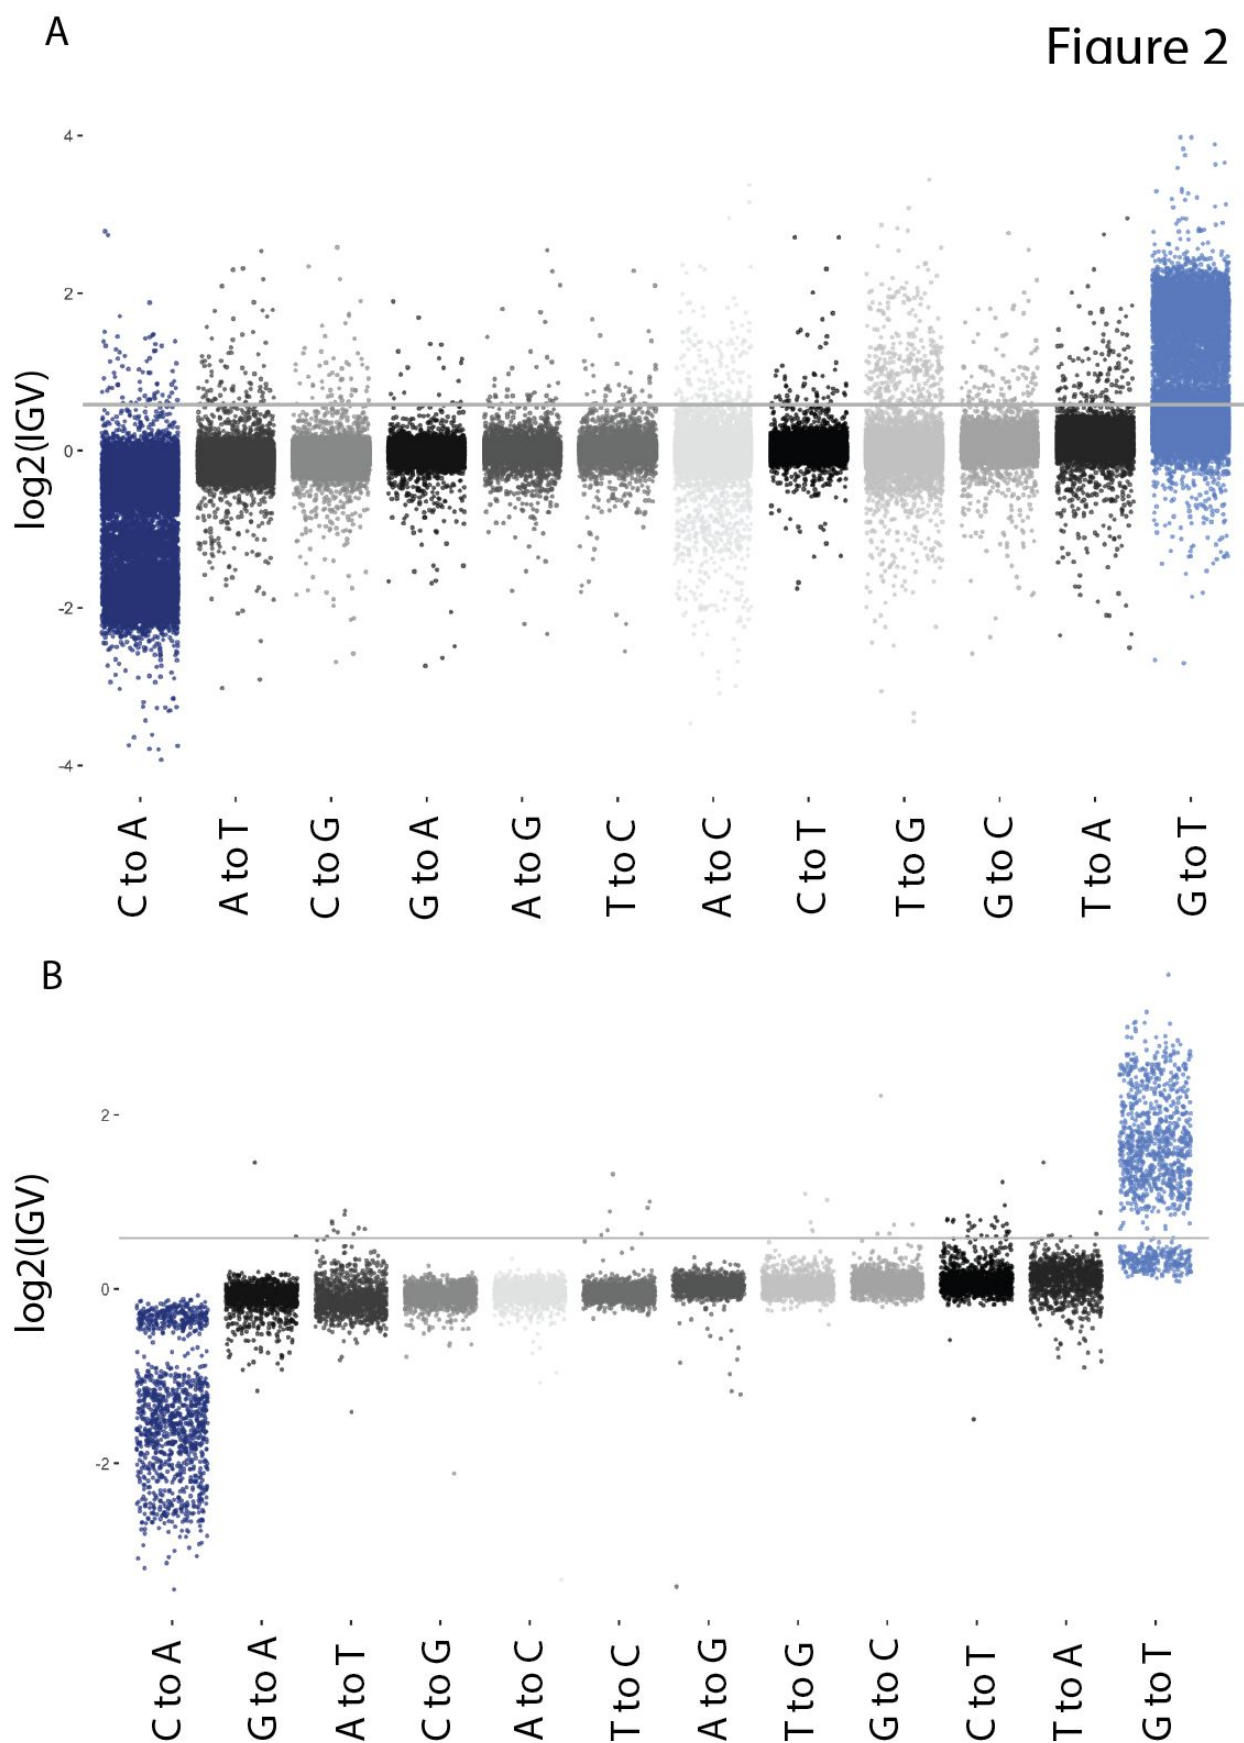 A
Figure 2
4
2
0
-2
-4
log2(IGV)
C to A
A to T
C to G
G to A
A to G
T to C
A to C
C to T
T to G
G to C
T to A
G to T
B
2
0
-2
log2(IGV)
C to A
G to A
A to T
C to G
A to C
T to C
A to G
T to G
G to C
C to T
T to A
G to T